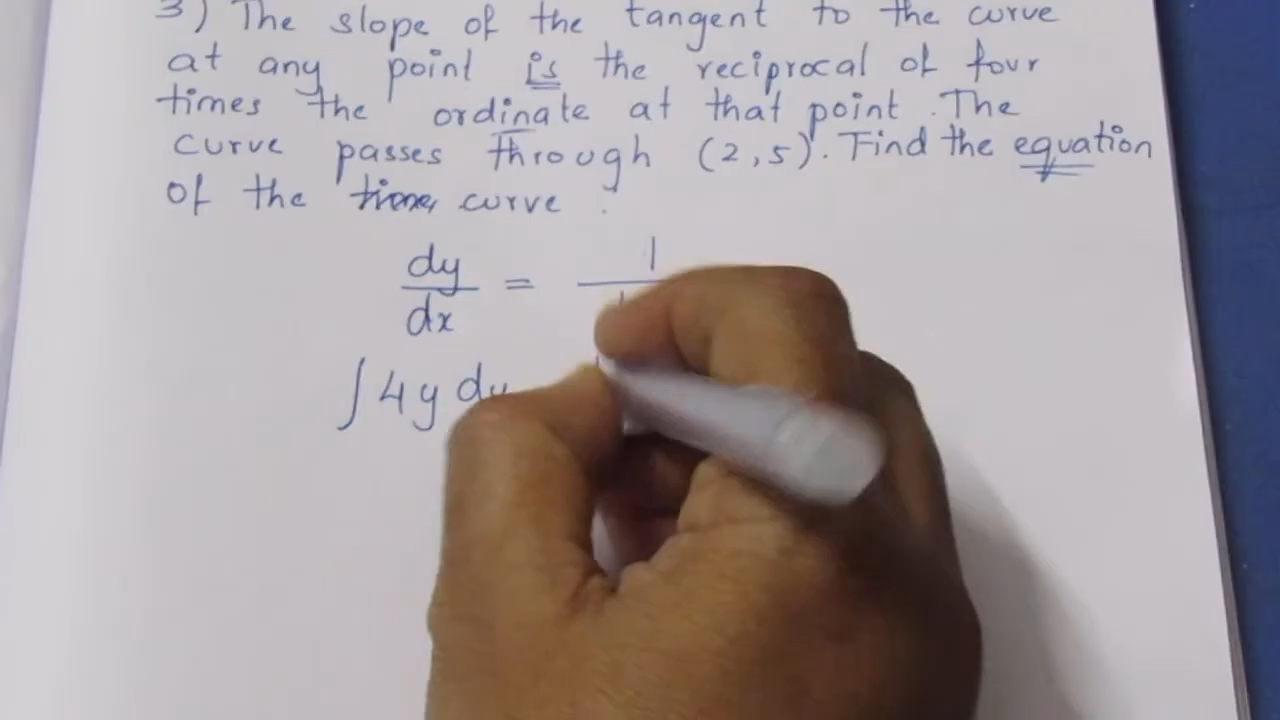 3) The slope of the tangent to the curve
at any point is the reciprocal of four
times the ordinate at that point. The
curve passes through (2,5). Find the equation
of the curve.
dy/dx = 1
∫ 4y dy